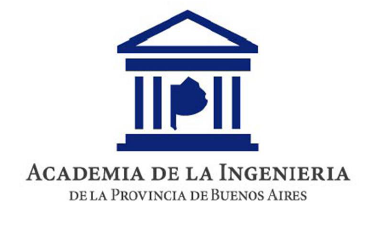 ACADEMIA DE LA INGENIERIA
DE LA PROVINCIA DE BUENOS AIRES